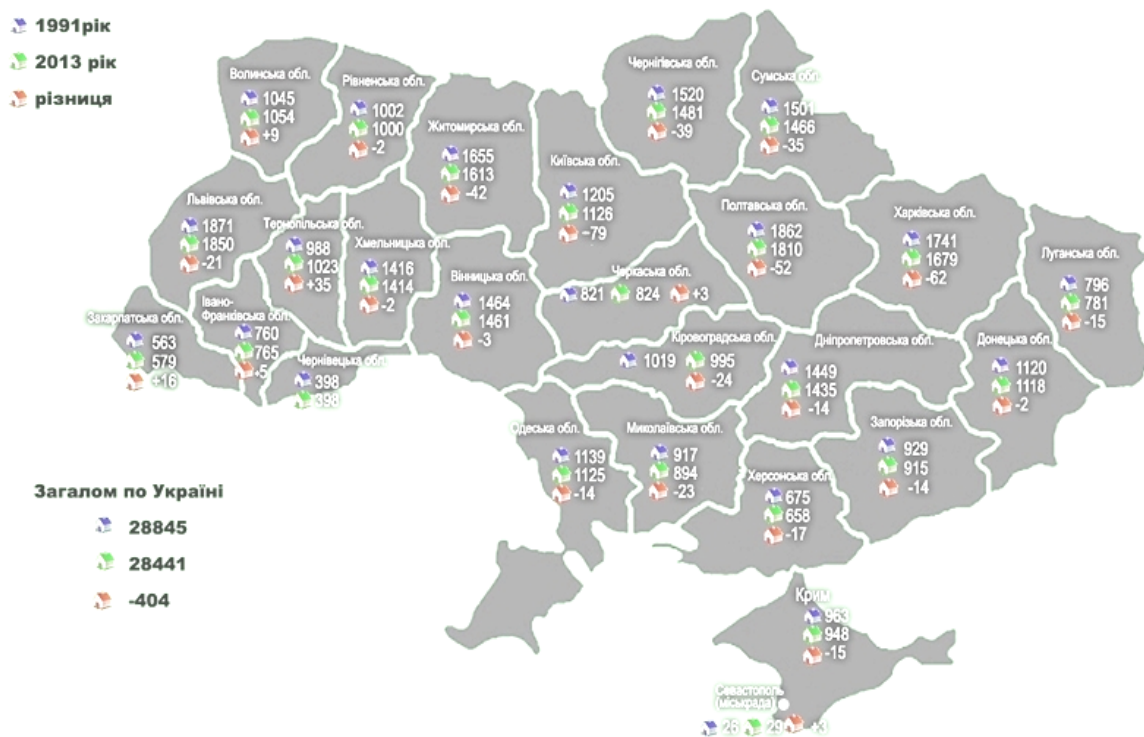 1991рік
2013 рік
різниця
Волинська обл.
1045
1054
+9
Рівненська обл.
1002
1000
-2
Житомирська обл.
1655
1613
-42
Київська обл.
1205
1126
-79
Чернігівська обл.
1520
1481
-39
Сумська обл.
1501
1466
-35
Львівська обл.
1871
1850
-21
Тернопільська обл.
988
1023
+35
Хмельницька обл.
1416
1414
-2
Вінницька обл.
1464
1461
-3
Черкаська обл.
821 824 +3
Полтавська обл.
1862
1810
-52
Харківська обл.
1741
1679
-62
Луганська обл.
796
781
-15
Закарпатська обл.
563
579
+16
Івано-
Франківська обл.
760
765
+5
Чернівецька обл.
398
398
Кіровоградська обл.
1019 995
-24
Дніпропетровська обл.
1449
1435
-14
Донецька обл.
1120
1118
-2
Одеська обл.
1139
1125
-14
Миколаївська обл.
917
894
-23
Херсонська обл.
675
658
-17
Запорізька обл.
929
915
-14
Загалом по Україні
28845
28441
-404
Крим
963
948
-15
Севастополь
(міськрада)
26 29 +3